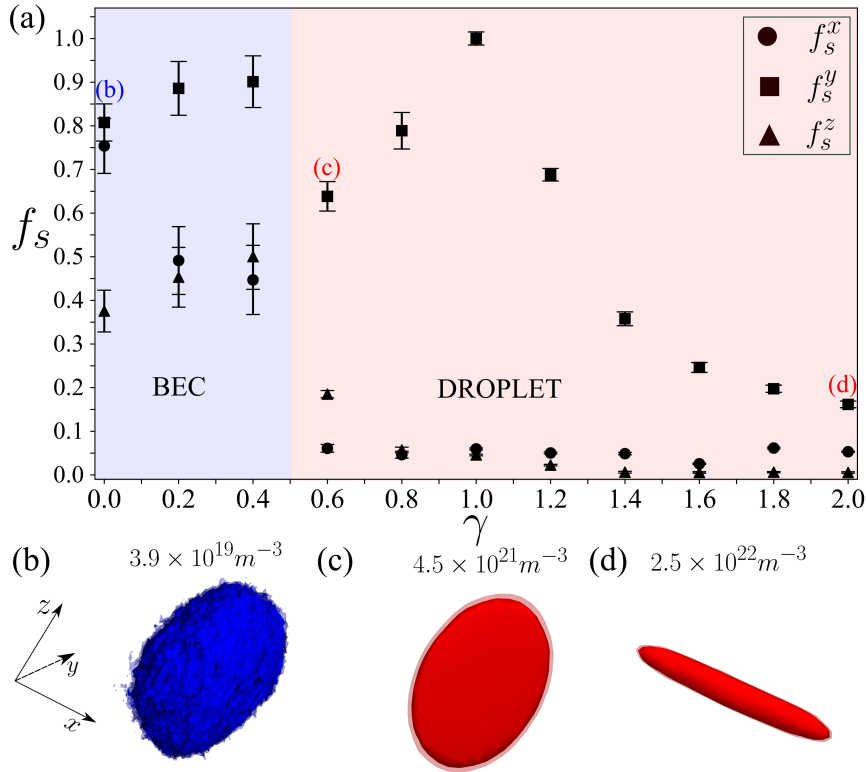 (a)
1.0
0.9
0.8
0.7
0.6
0.5
0.4
0.3
0.2
0.1
0.0
f_s
(b)
(c)
(d)
f_s^x
f_s^y
f_s^z
BEC
DROPLET
0.0 0.2 0.4 0.6 0.8 1.0 1.2 1.4 1.6 1.8 2.0
γ
(b) 3.9 × 10^{19}m^{-3}
(c) 4.5 × 10^{21}m^{-3}
(d) 2.5 × 10^{22}m^{-3}
z
y
x